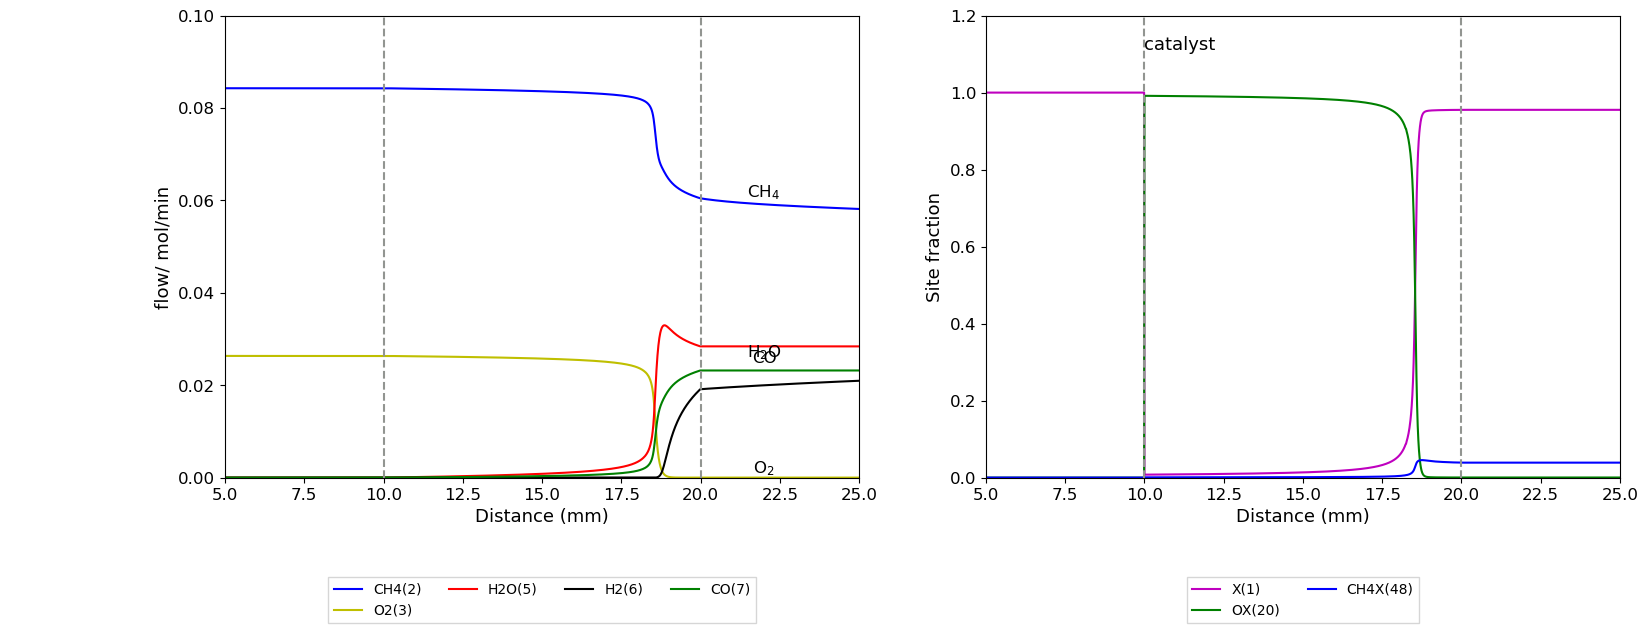 0.10
0.08
0.06
0.04
0.02
0.00
flow/ mol/min
CH₄
H₂O
CO
O₂
5.0 7.5 10.0 12.5 15.0 17.5 20.0 22.5 25.0
Distance (mm)
CH4(2) H2O(5) H2(6) CO(7)
O2(3)
1.2
1.0
0.8
0.6
0.4
0.2
0.0
Site fraction
catalyst
5.0 7.5 10.0 12.5 15.0 17.5 20.0 22.5 25.0
Distance (mm)
X(1) CH4X(48)
OX(20)